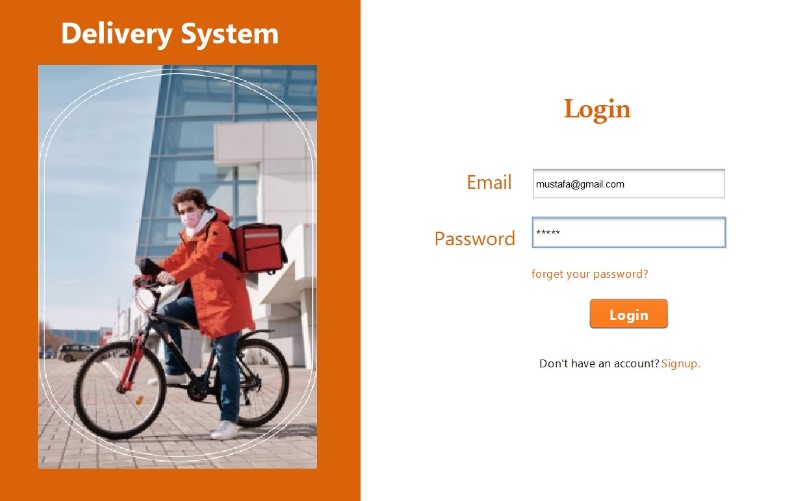 Delivery System
Login
Email
mustafa@gmail.com
Password
*****
forget your password?
Login
Don't have an account? Signup.